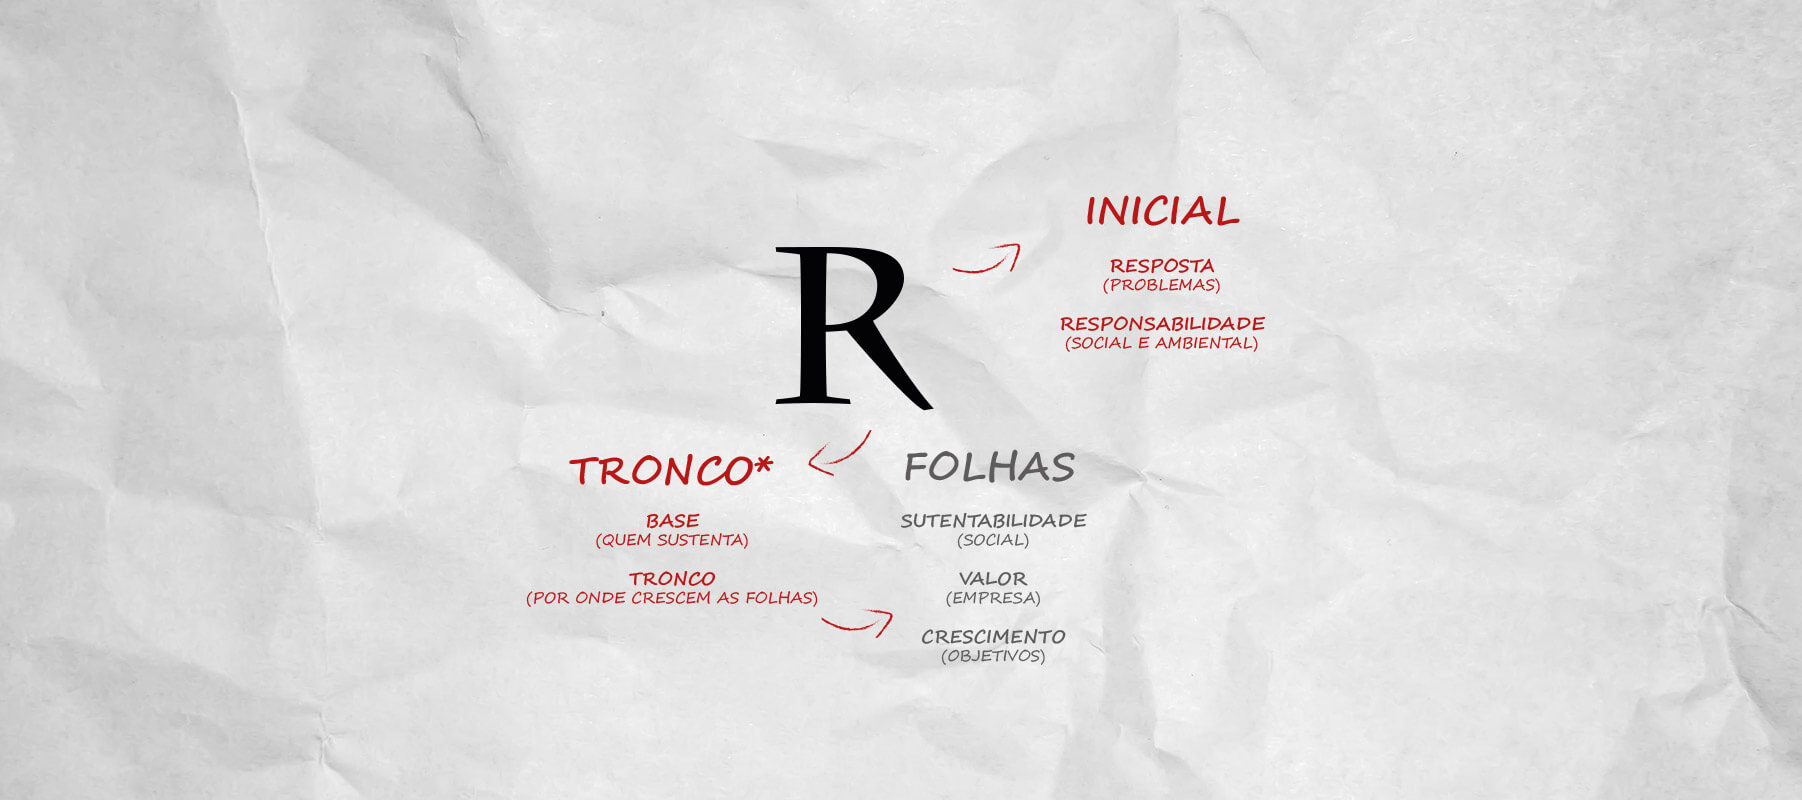 R
INICIAL
RESPOSTA
(PROBLEMAS)
RESPONSABILIDADE
(SOCIAL E AMBIENTAL)
TRONCO*
BASE
(QUEM SUSTENTA)
TRONCO
(POR ONDE CRESCEM AS FOLHAS)
FOLHAS
SUTENTABILIDADE
(SOCIAL)
VALOR
(EMPRESA)
CRESCIMENTO
(OBJETIVOS)